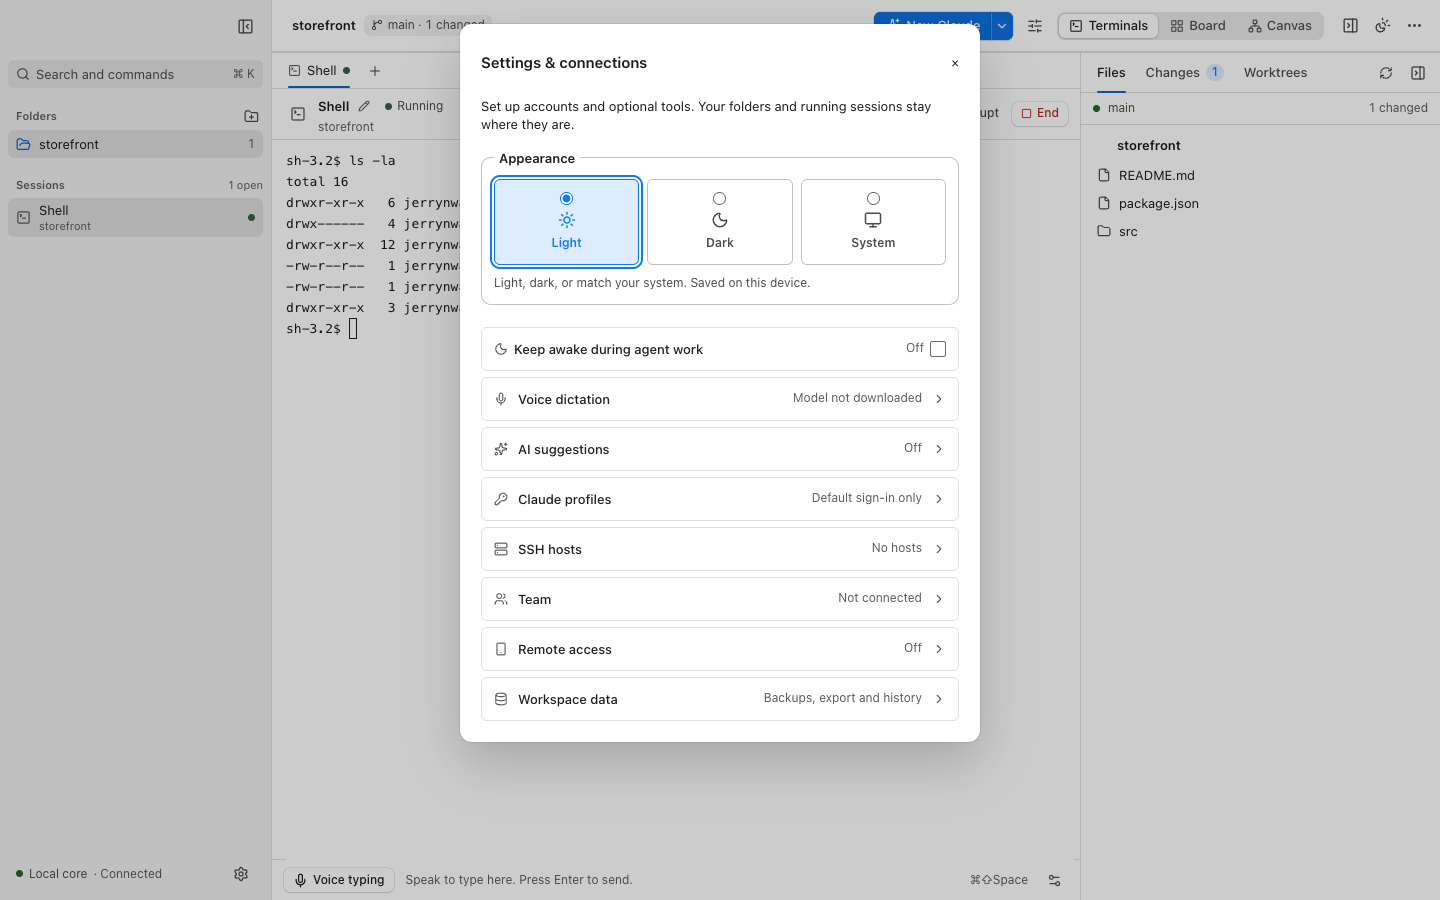 storefront
main · 1 changed
New Claude
Terminals
Board
Canvas
Search and commands
⌘ K
Folders
storefront
1
Sessions
1 open
Shell
storefront
Shell
Shell
Running
storefront
End
sh-3.2$ ls -la
total 16
drwxr-xr-x 6
drwx------ 4
drwxr-xr-x 12
-rw-r--r-- 1
-rw-r--r-- 1
drwxr-xr-x 3
sh-3.2$
Settings & connections
×
Set up accounts and optional tools. Your folders and running sessions stay
where they are.
Appearance
Light
Dark
System
Light, dark, or match your system. Saved on this device.
Keep awake during agent work
Off
Voice dictation
Model not downloaded
AI suggestions
Off
Claude profiles
Default sign-in only
SSH hosts
No hosts
Team
Not connected
Remote access
Off
Workspace data
Backups, export and history
Files
Changes 1
Worktrees
main
1 changed
storefront
README.md
package.json
src
Local core · Connected
Voice typing
Speak to type here. Press Enter to send.
⌘⇧Space